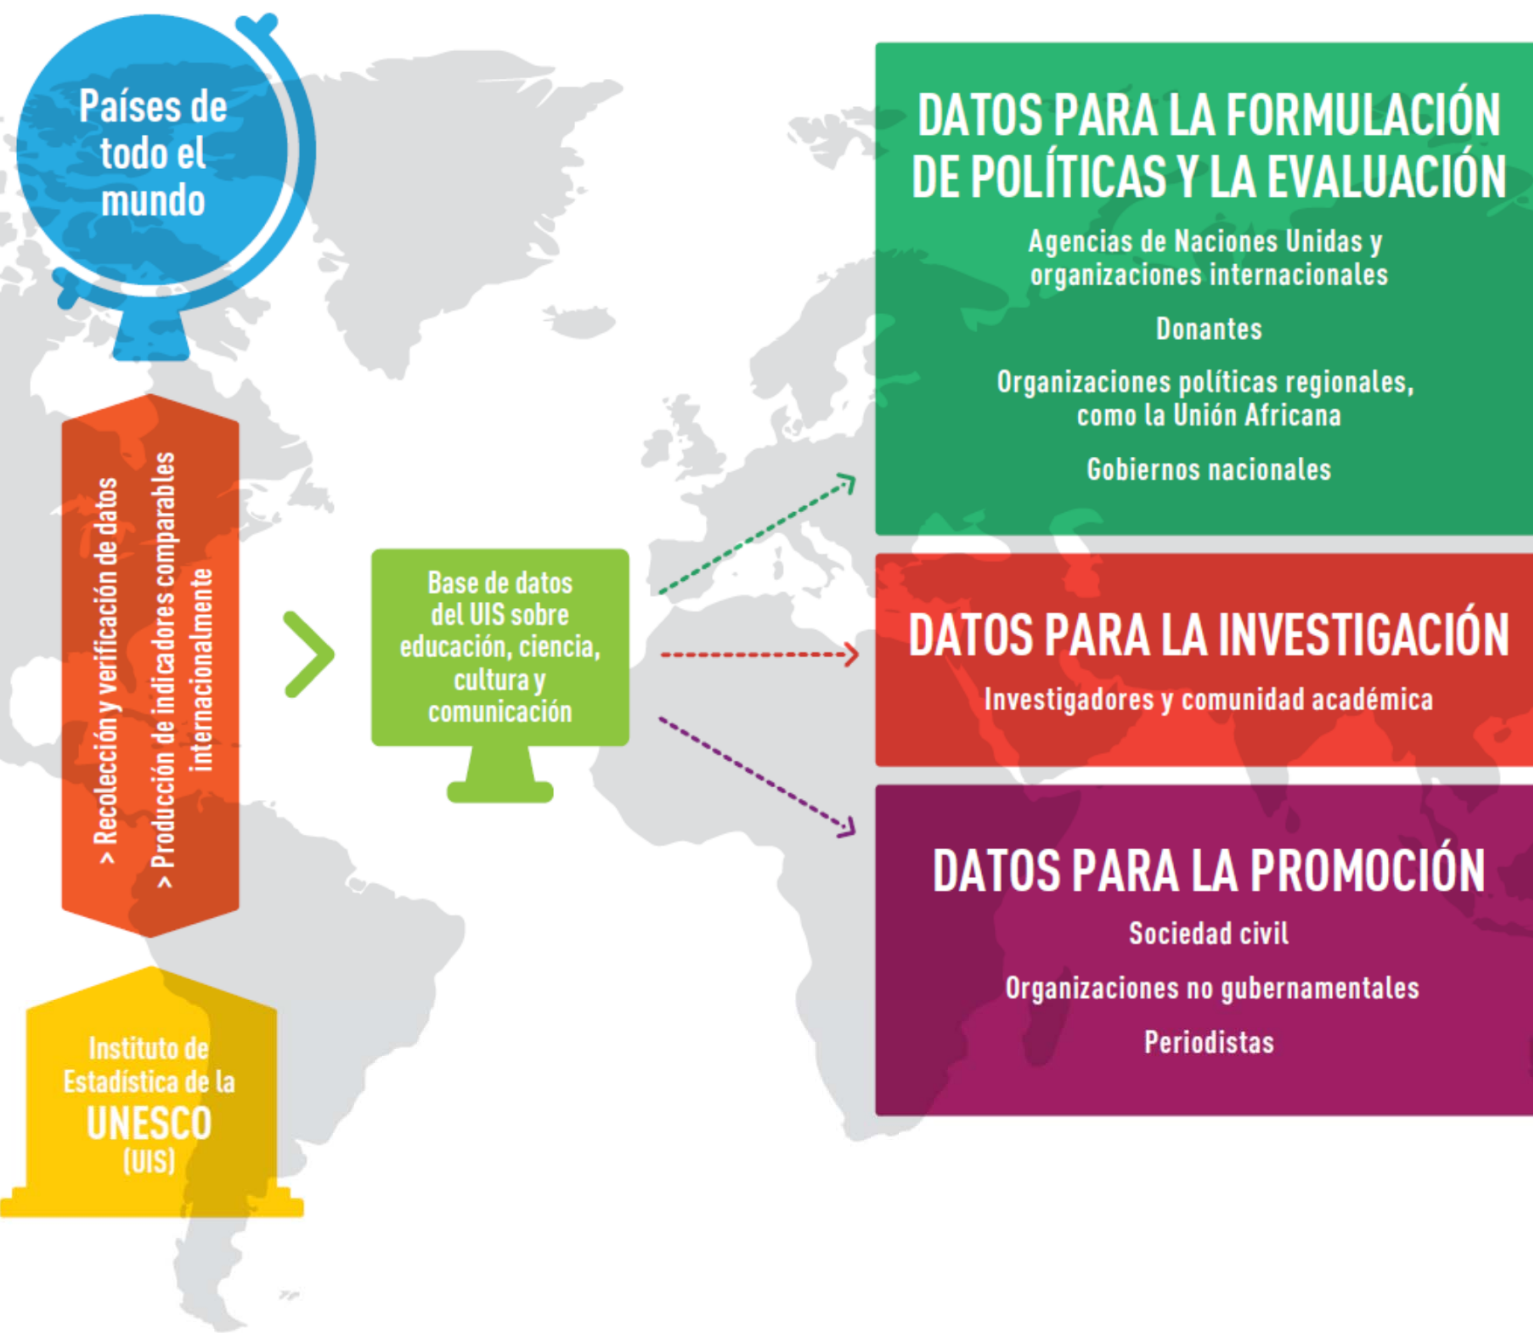 Países de
todo el
mundo
> Recolección y verificación de datos
> Producción de indicadores comparables
internacionalmente
Instituto de
Estadística de la
UNESCO
(UIS)
Base de datos
del UIS sobre
educación, ciencia,
cultura y
comunicación
DATOS PARA LA FORMULACIÓN
DE POLÍTICAS Y LA EVALUACIÓN
Agencias de Naciones Unidas y
organizaciones internacionales
Donantes
Organizaciones políticas regionales,
como la Unión Africana
Gobiernos nacionales
DATOS PARA LA INVESTIGACIÓN
Investigadores y comunidad académica
DATOS PARA LA PROMOCIÓN
Sociedad civil
Organizaciones no gubernamentales
Periodistas